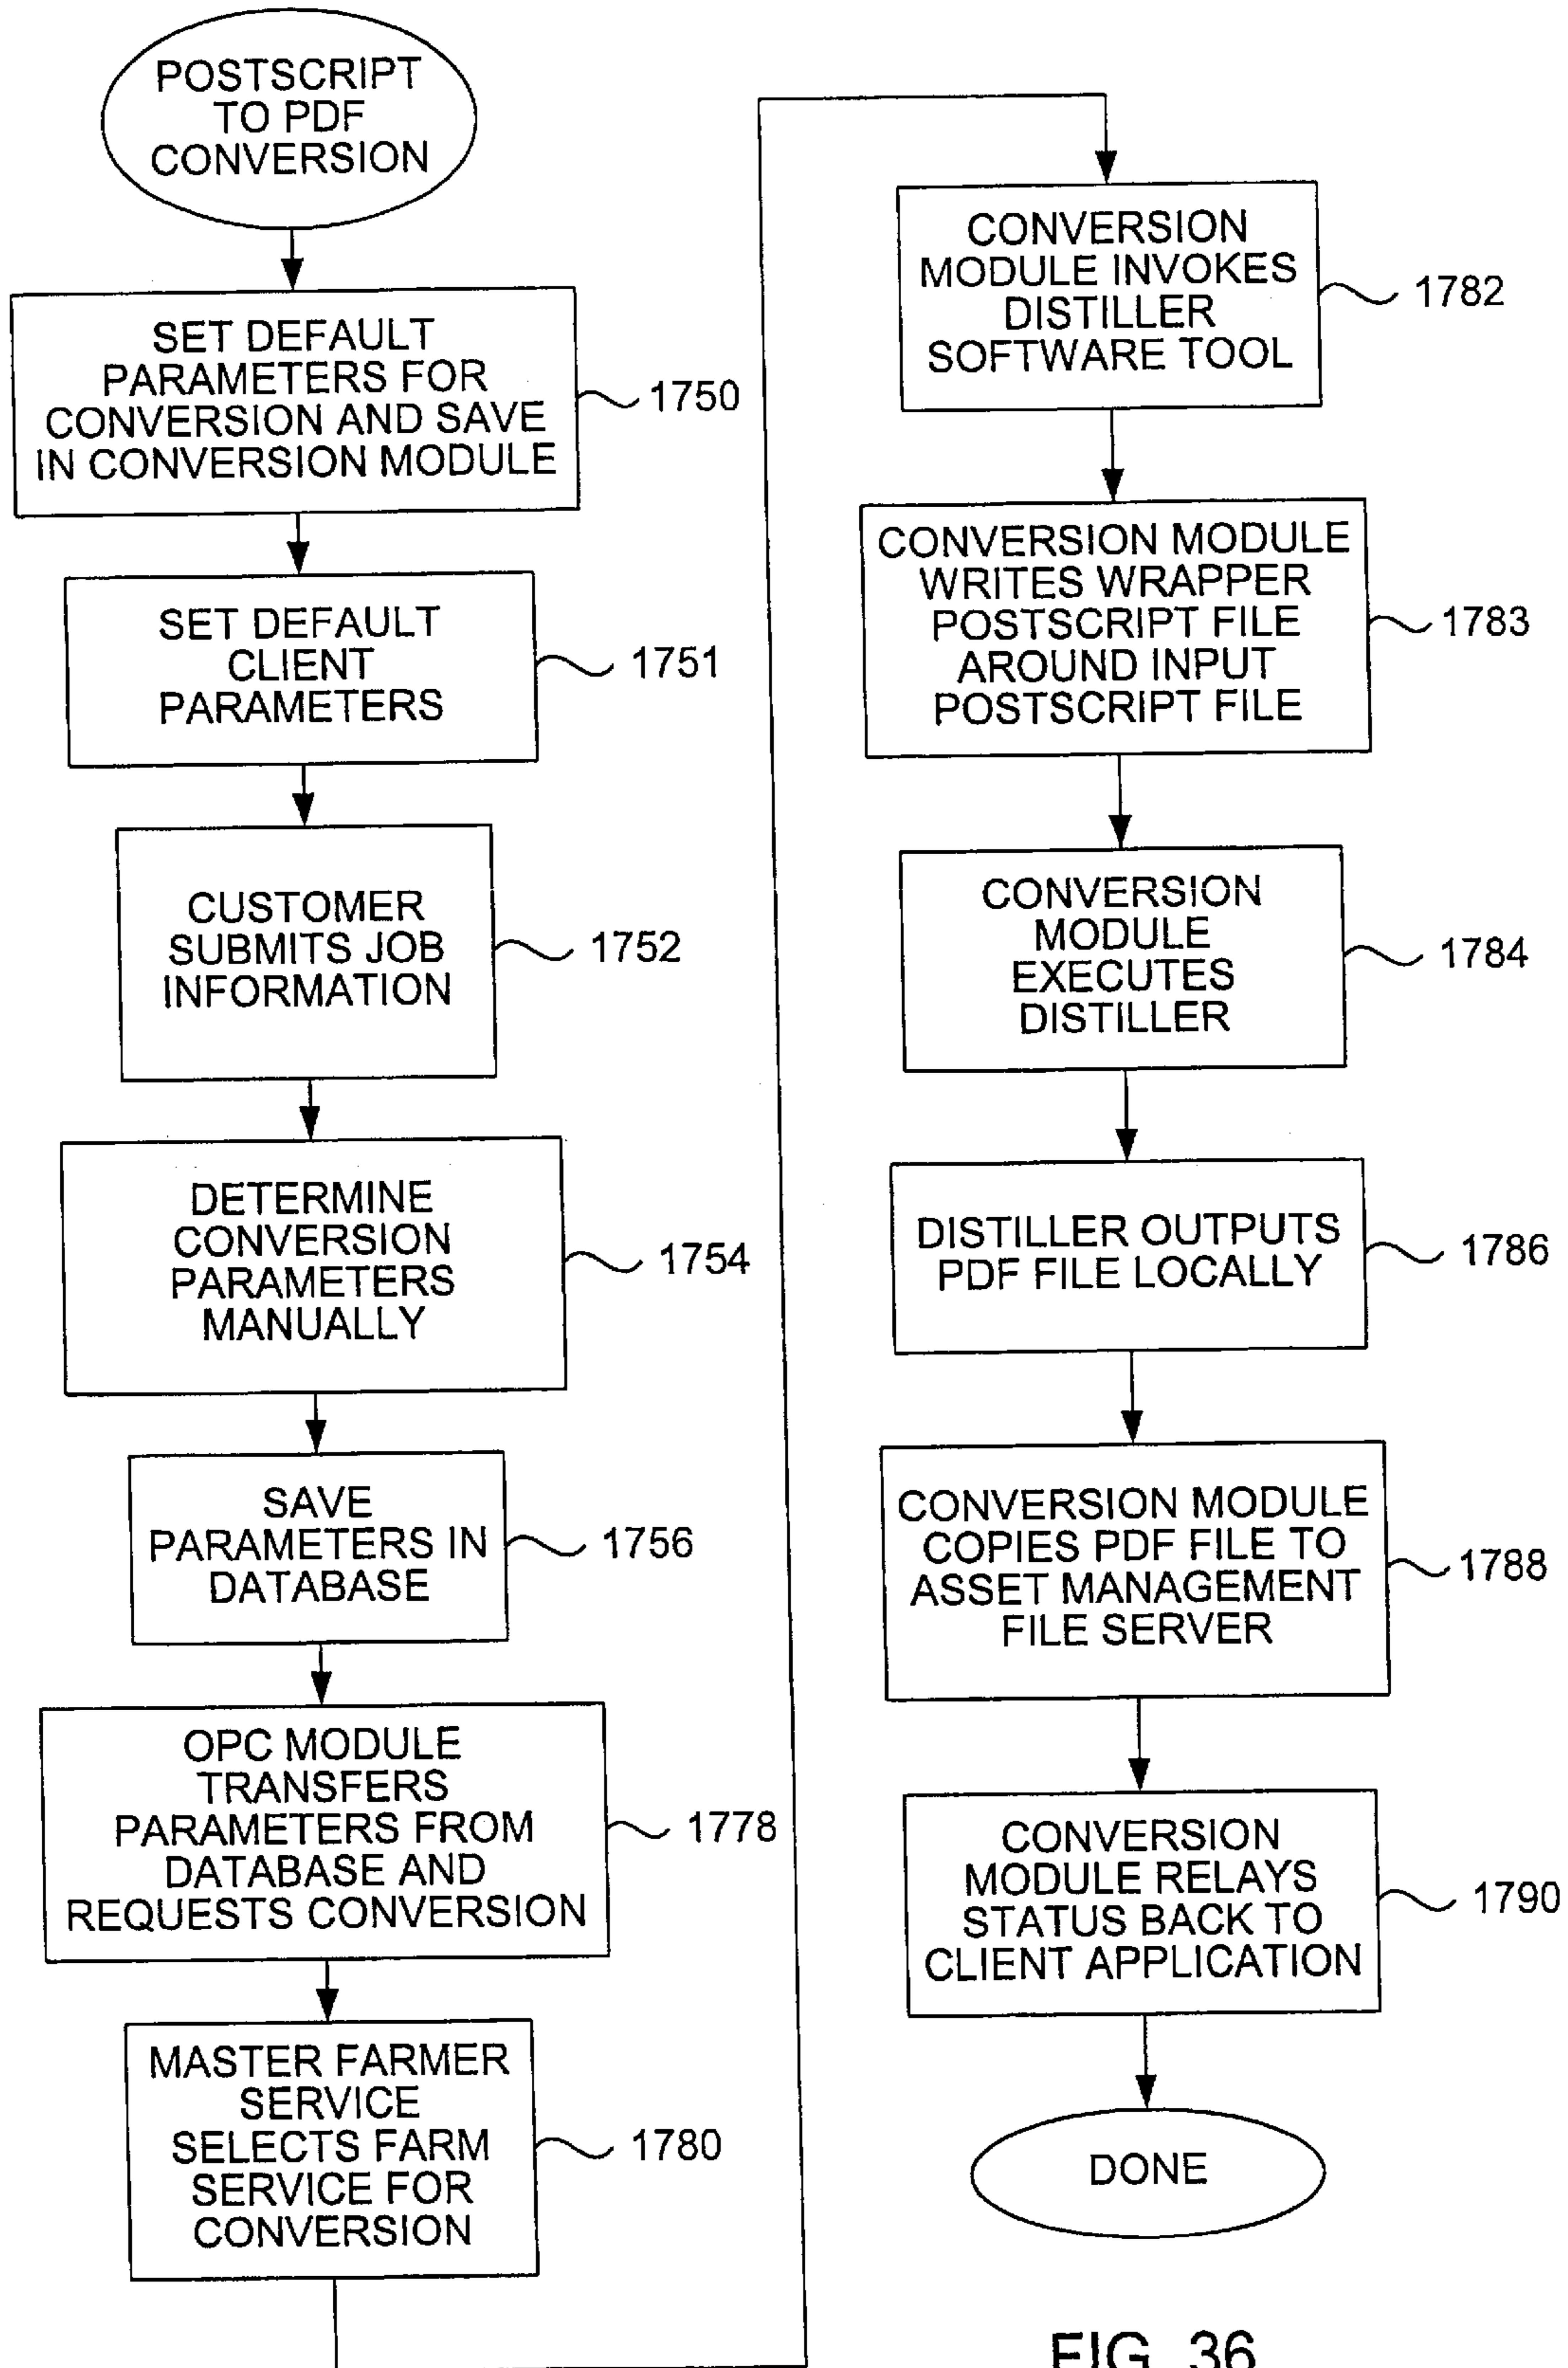 POSTSCRIPT
TO PDF
CONVERSION
SET DEFAULT
PARAMETERS FOR
CONVERSION AND SAVE
IN CONVERSION MODULE
1750
SET DEFAULT
CLIENT
PARAMETERS
1751
CUSTOMER
SUBMITS JOB
INFORMATION
1752
DETERMINE
CONVERSION
PARAMETERS
MANUALLY
1754
SAVE
PARAMETERS IN
DATABASE
1756
OPC MODULE
TRANSFERS
PARAMETERS FROM
DATABASE AND
REQUESTS CONVERSION
1778
MASTER FARMER
SERVICE
SELECTS FARM
SERVICE FOR
CONVERSION
1780
CONVERSION
MODULE INVOKES
DISTILLER
SOFTWARE TOOL
1782
CONVERSION MODULE
WRITES WRAPPER
POSTSCRIPT FILE
AROUND INPUT
POSTSCRIPT FILE
1783
CONVERSION
MODULE
EXECUTES
DISTILLER
1784
DISTILLER OUTPUTS
PDF FILE LOCALLY
1786
CONVERSION MODULE
COPIES PDF FILE TO
ASSET MANAGEMENT
FILE SERVER
1788
CONVERSION
MODULE RELAYS
STATUS BACK TO
CLIENT APPLICATION
1790
DONE
FIG. 36